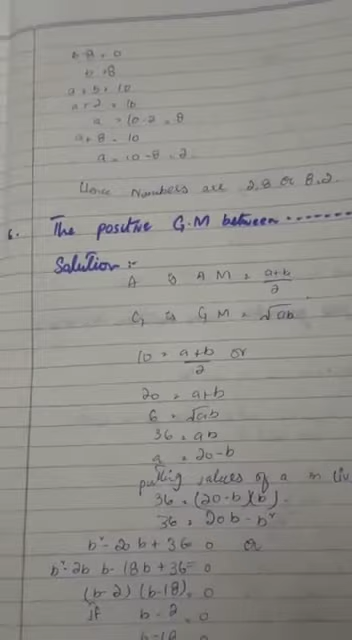 b-2 = 0
b = 8
a + b = 10
a + 2 = 10
a = 10-2 = 8
a + 8 = 10
a = 10-8 = 2
Hence Numbers are 2,8 or 8,2.
6. The positive G.M between -------
Solution:-
A is A M = a+b/2
G is G M = √ab
10 = a+b/2 or
20 = a+b
6 = √ab
36 = ab
a = 20-b
putting values of a in
36 = (20-b)(b)
36 = 20b - b²
b² - 20b + 36 = 0 or
b² - 2b - 18b + 36 = 0
(b-2) (b-18) = 0
if b-2 = 0
b-18